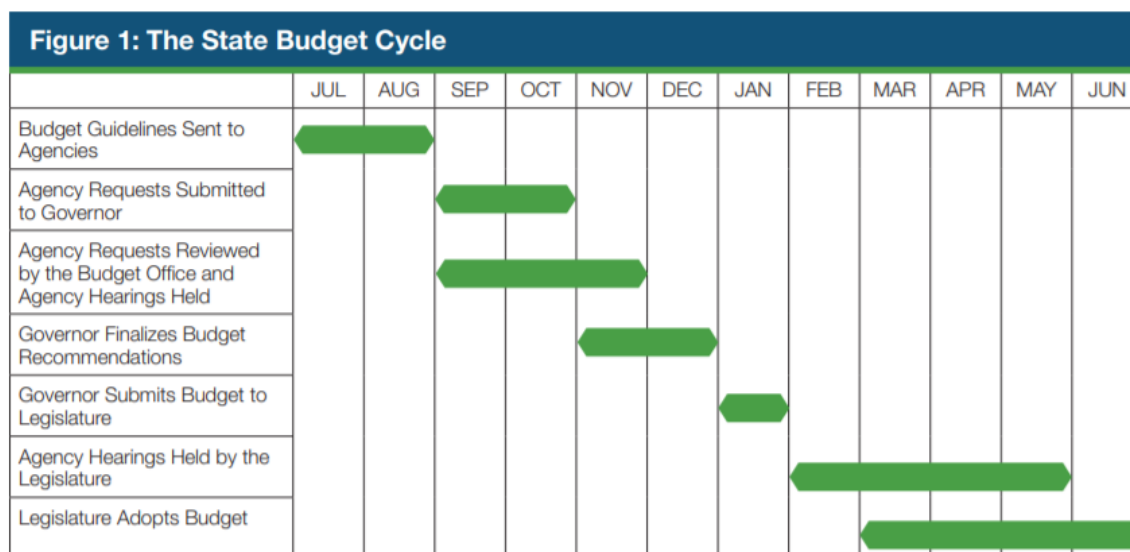 Figure 1: The State Budget Cycle
JUL AUG SEP OCT NOV DEC JAN FEB MAR APR MAY JUN
Budget Guidelines Sent to
Agencies
Agency Requests Submitted
to Governor
Agency Requests Reviewed
by the Budget Office and
Agency Hearings Held
Governor Finalizes Budget
Recommendations
Governor Submits Budget to
Legislature
Agency Hearings Held by the
Legislature
Legislature Adopts Budget